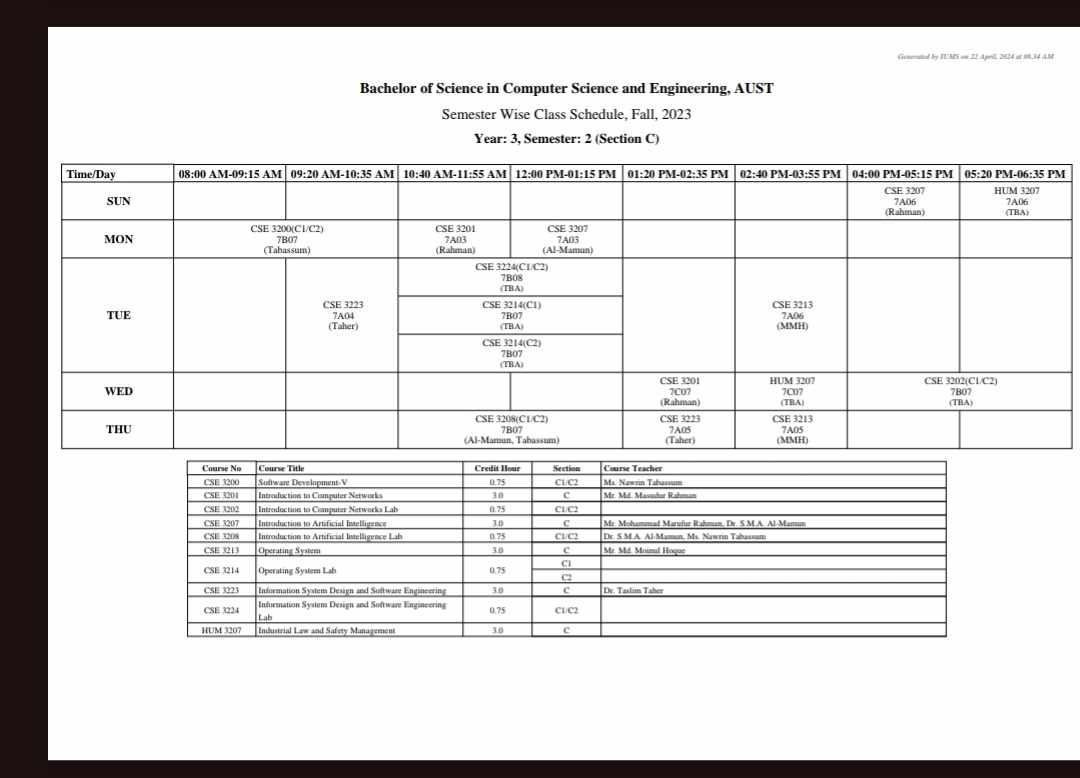 Generated by IUMS on 22 April, 2024 at 08.34 AM
Bachelor of Science in Computer Science and Engineering, AUST
Semester Wise Class Schedule, Fall, 2023
Year: 3, Semester: 2 (Section C)
Time/Day 08:00 AM-09:15 AM 09:20 AM-10:35 AM 10:40 AM-11:55 AM 12:00 PM-01:15 PM 01:20 PM-02:35 PM 02:40 PM-03:55 PM 04:00 PM-05:15 PM 05:20 PM-06:35 PM
SUN
CSE 3207
7A06
(Rahman)
HUM 3207
7A06
(TBA)
MON
CSE 3200(C1/C2)
7B07
(Tabassum)
CSE 3201
7A03
(Rahman)
CSE 3207
7A03
(Al-Mamun)
TUE
CSE 3223
7A04
(Taher)
CSE 3224(C1/C2)
7B08
(TBA)
CSE 3214(C1)
7B07
(TBA)
CSE 3214(C2)
7B07
(TBA)
CSE 3213
7A06
(MMH)
WED
CSE 3201
7C07
(Rahman)
HUM 3207
7C07
(TBA)
CSE 3202(C1/C2)
7B07
(TBA)
THU
CSE 3208(C1/C2)
7B07
(Al-Mamun, Tabassum)
CSE 3223
7A05
(Taher)
CSE 3213
7A05
(MMH)
Course No Course Title Credit Hour Section Course Teacher
CSE 3200 Software Development-V 0.75 C1/C2 Ms. Nawrin Tabassum
CSE 3201 Introduction to Computer Networks 3.0 C Mr. Md. Masudur Rahman
CSE 3202 Introduction to Computer Networks Lab 0.75 C1/C2
CSE 3207 Introduction to Artificial Intelligence 3.0 C Mr. Mohammad Marufur Rahman, Dr. S.M.A. Al-Mamun
CSE 3208 Introduction to Artificial Intelligence Lab 0.75 C1/C2 Dr. S.M.A. Al-Mamun, Ms. Nawrin Tabassum
CSE 3213 Operating System 3.0 C Mr. Md. Moinul Hoque
CSE 3214 Operating System Lab 0.75 C1
C2
CSE 3223 Information System Design and Software Engineering 3.0 C Dr. Taslim Taher
CSE 3224 Information System Design and Software Engineering 0.75 C1/C2
Lab
HUM 3207 Industrial Law and Safety Management 3.0 C